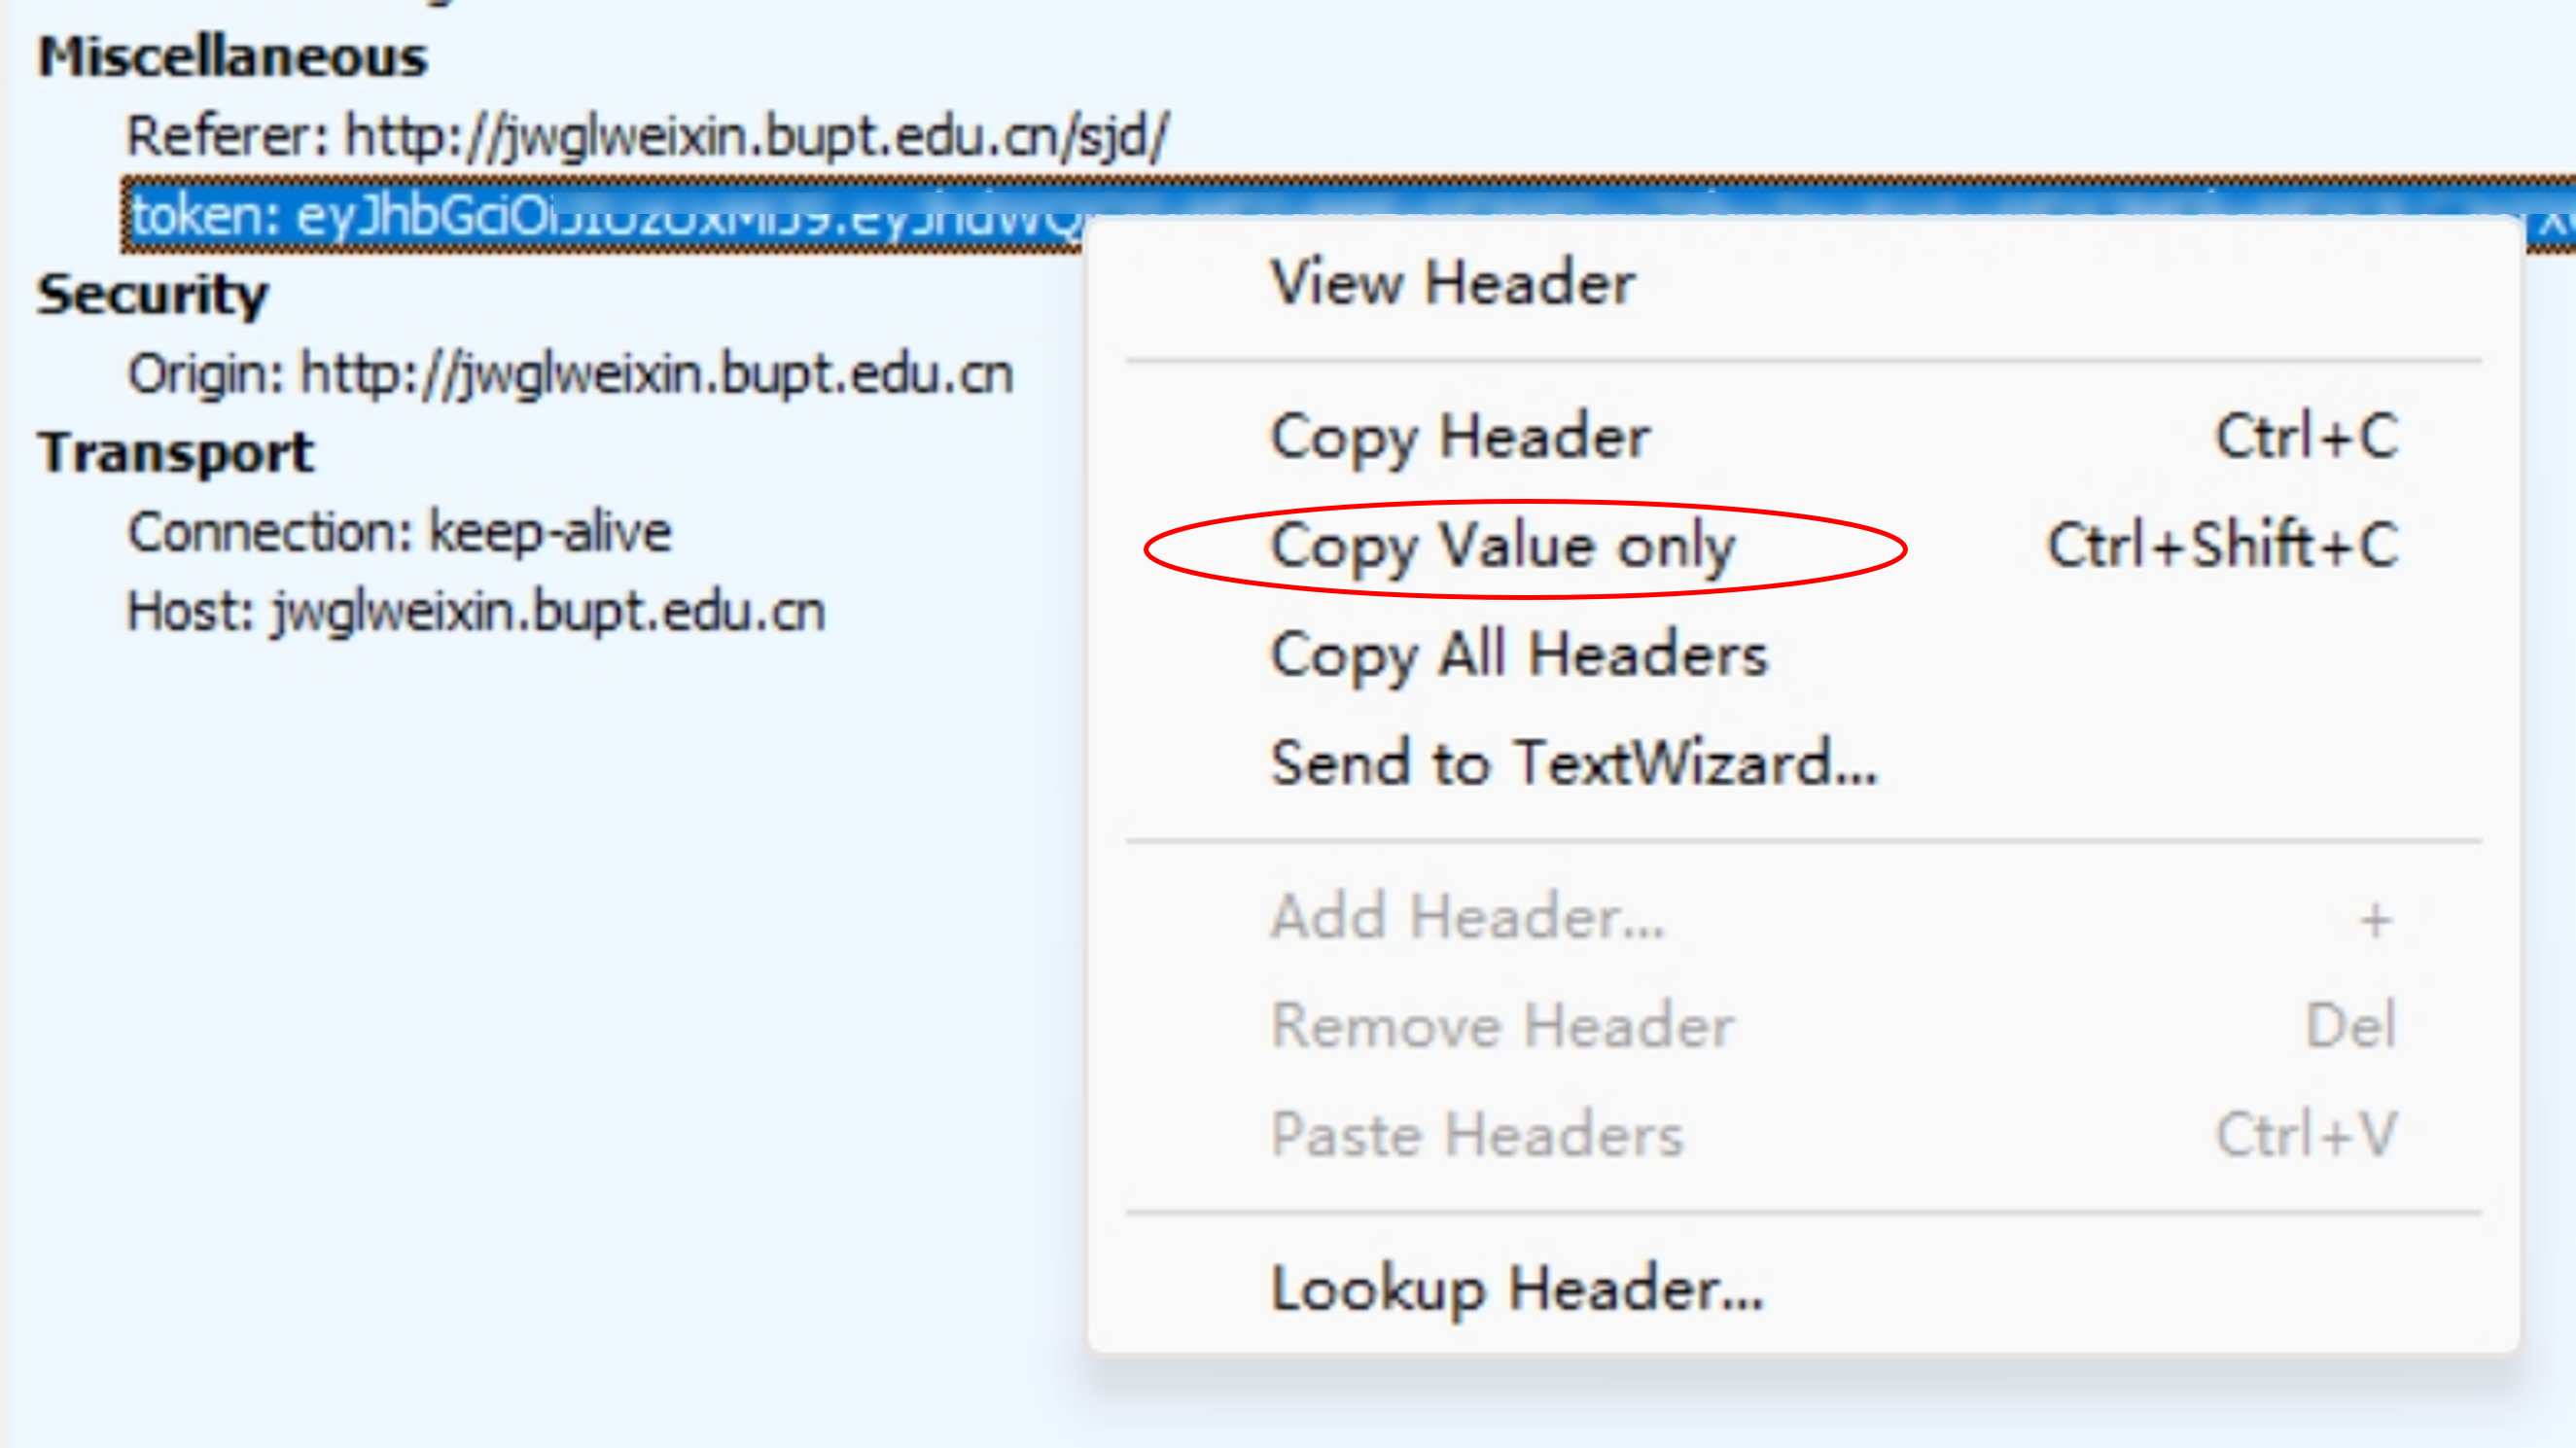 Miscellaneous
Referer: http://jwglweixin.bupt.edu.cn/sjd/
token:
Security
Origin: http://jwglweixin.bupt.edu.cn
Transport
Connection: keep-alive
Host: jwglweixin.bupt.edu.cn
View Header
Copy Header Ctrl+C
Copy Value only Ctrl+Shift+C
Copy All Headers
Send to TextWizard...
Add Header... +
Remove Header Del
Paste Headers Ctrl+V
Lookup Header...